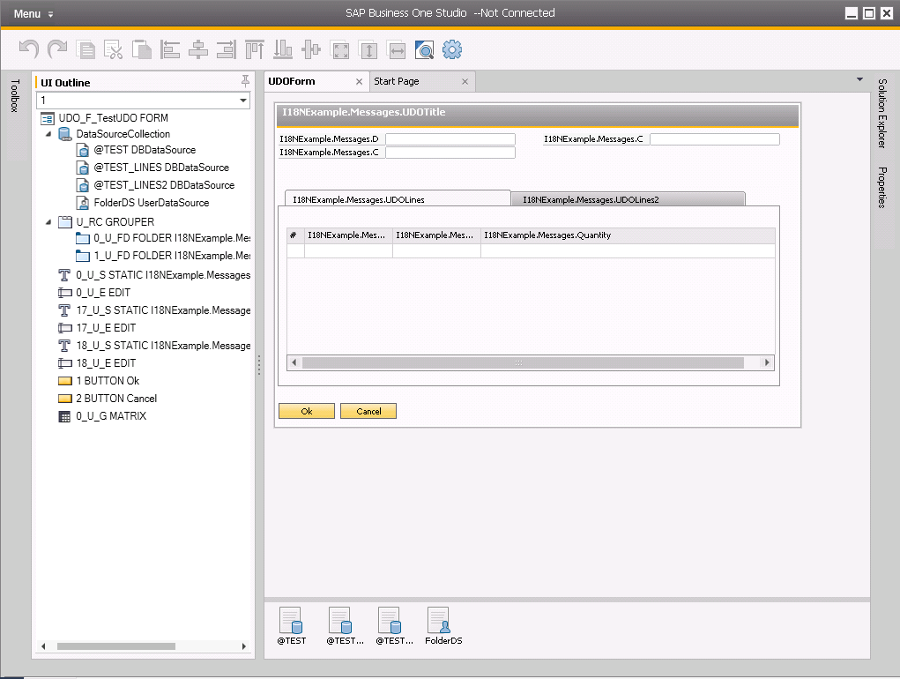 Menu
SAP Business One Studio --Not Connected
Toolbox
UI Outline
1
UDO_F_TestUDO FORM
DataSourceCollection
@TEST DBDataSource
@TEST_LINES DBDataSource
@TEST_LINES2 DBDataSource
FolderDS UserDataSource
U_RC GROUPER
0_U_FD FOLDER I18NExample.Me
1_U_FD FOLDER I18NExample.Me
0_U_S STATIC I18NExample.Messages
0_U_E EDIT
17_U_S STATIC I18NExample.Message
17_U_E EDIT
18_U_S STATIC I18NExample.Message
18_U_E EDIT
1 BUTTON Ok
2 BUTTON Cancel
0_U_G MATRIX
UDOForm
Start Page
I18NExample.Messages.UDOTitle
I18NExample.Messages.D
I18NExample.Messages.C
I18NExample.Messages.C
I18NExample.Messages.UDOLines
I18NExample.Messages.UDOLines2
# I18NExample.Mes... I18NExample.Mes... I18NExample.Messages.Quantity
Ok
Cancel
@TEST
@TEST...
@TEST...
FolderDS
Solution Explorer
Properties